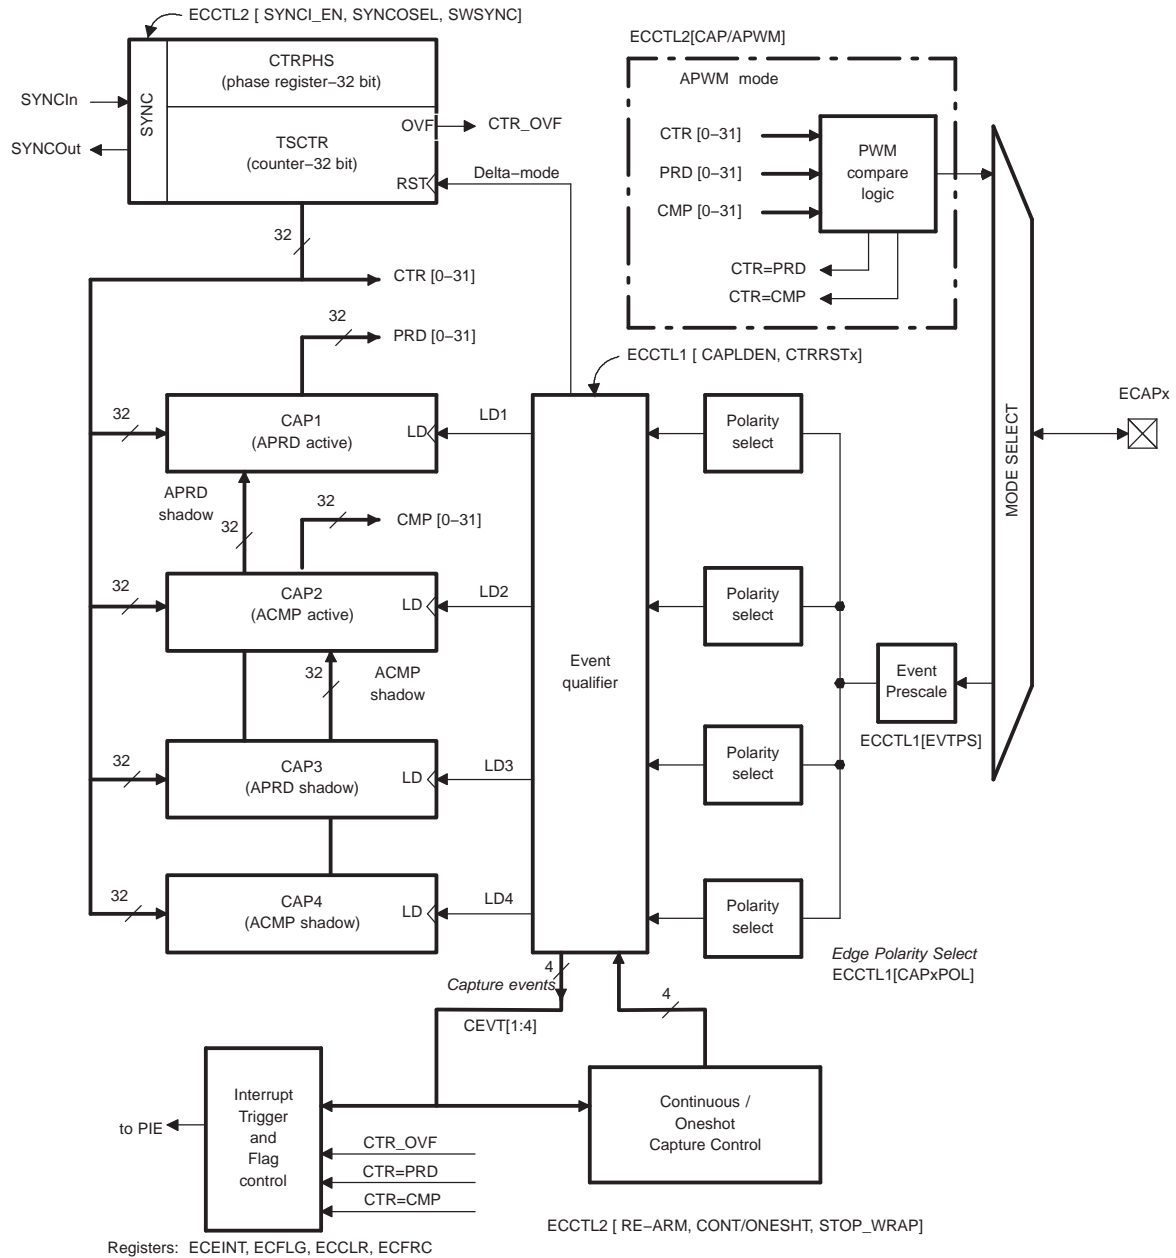 ECCTL2 [ SYNCI_EN, SYNCOSEL, SWSYNC]
SYNCIn
SYNCOut
SYNC
CTRPHS
(phase register−32 bit)
TSCTR
(counter−32 bit)
OVF
RST
CTR_OVF
Delta−mode
32
CTR [0−31]
32
PRD [0−31]
ECCTL2[CAP/APWM]
APWM mode
CTR [0−31]
PRD [0−31]
CMP [0−31]
PWM
compare
logic
CTR=PRD
CTR=CMP
ECCTL1 [ CAPLDEN, CTRRSTx]
32
CAP1
(APRD active)
LD
LD1
Polarity
select
MODE SELECT
ECAPx
APRD
shadow
32
32
CMP [0−31]
32
CAP2
(ACMP active)
LD
LD2
Polarity
select
32
ACMP
shadow
Event
qualifier
Event
Prescale
ECCTL1[EVTPS]
32
CAP3
(APRD shadow)
LD
LD3
Polarity
select
32
CAP4
(ACMP shadow)
LD
LD4
Polarity
select
Edge Polarity Select
ECCTL1[CAPxPOL]
4
Capture events
CEVT[1:4]
4
to PIE
Interrupt
Trigger
and
Flag
control
CTR_OVF
CTR=PRD
CTR=CMP
Continuous /
Oneshot
Capture Control
ECCTL2 [ RE−ARM, CONT/ONESHT, STOP_WRAP]
Registers: ECEINT, ECFLG, ECCLR, ECFRC